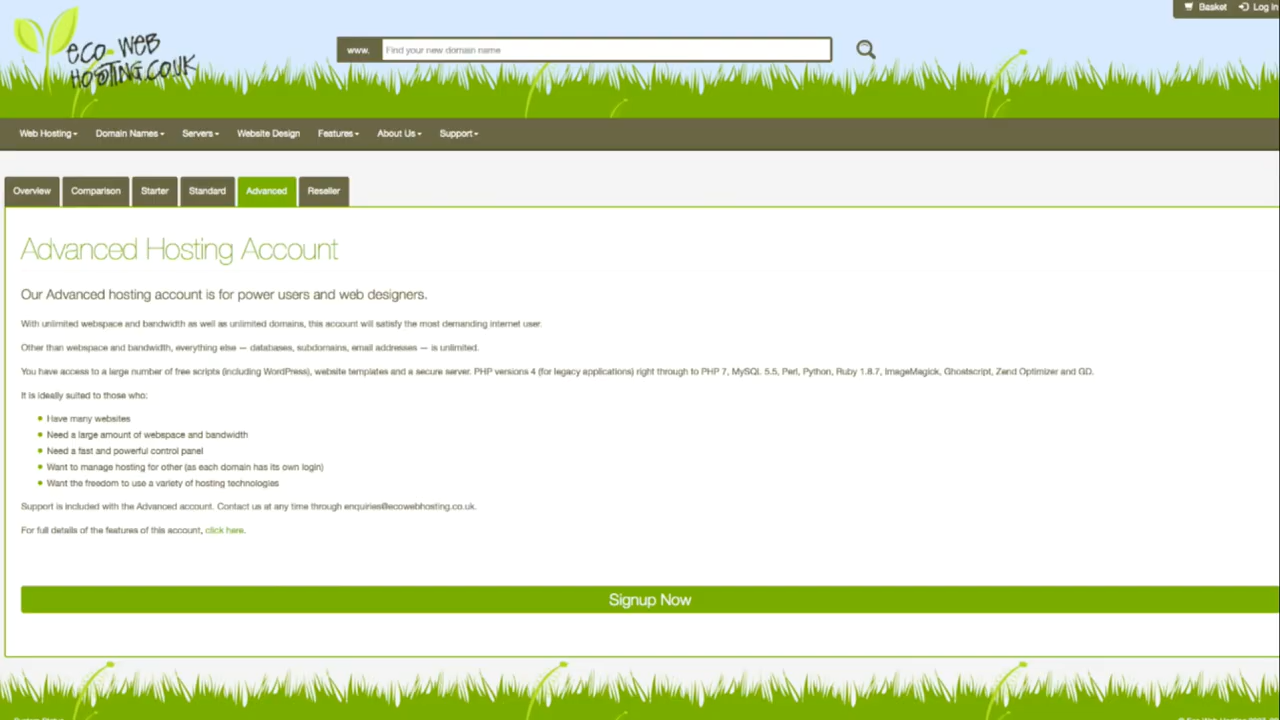 Basket Log in
eco-web
hosting.co.uk
www. Find your new domain name
Web Hosting Domain Names Servers Website Design Features About Us Support
Overview Comparison Starter Standard Advanced Reseller
Advanced Hosting Account
Our Advanced hosting account is for power users and web designers.
With unlimited webspace and bandwidth as well as unlimited domains, this account will satisfy the most demanding internet user.
Other than webspace and bandwidth, everything else — databases, subdomains, email addresses — is unlimited.
You have access to a large number of free scripts (including WordPress), website templates and a secure server. PHP versions 4 (for legacy applications) right through to PHP 7, MySQL 5.5, Perl, Python, Ruby 1.8.7, ImageMagick, Ghostscript, Zend Optimizer and GD.
It is ideally suited to those who:
Have many websites
Need a large amount of webspace and bandwidth
Need a fast and powerful control panel
Want to manage hosting for other (as each domain has its own login)
Want the freedom to use a variety of hosting technologies
Support is included with the Advanced account. Contact us at any time through enquiries@ecowebhosting.co.uk.
For full details of the features of this account, click here.
Signup Now